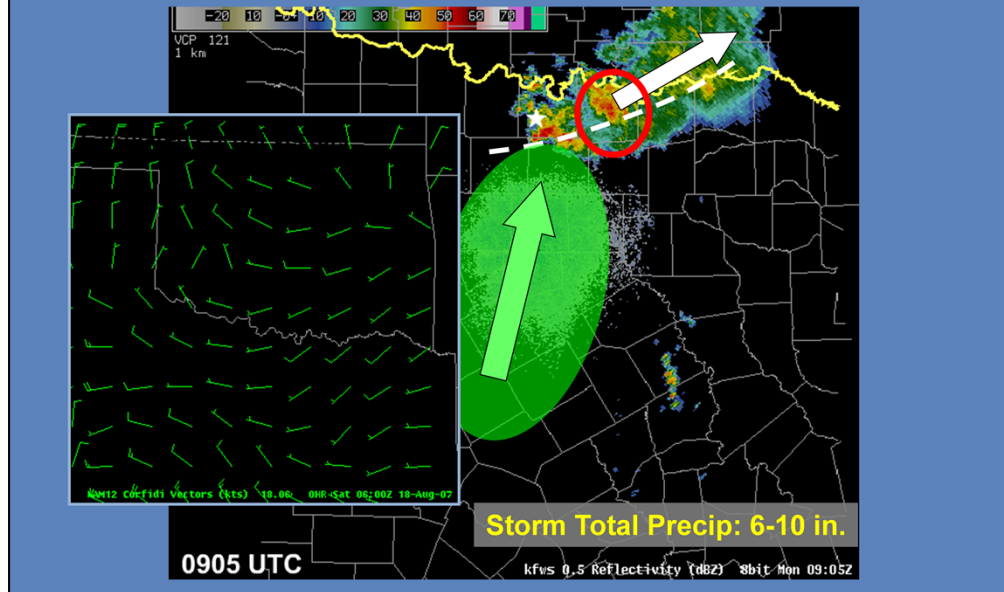 -20 10 20 30 40 50 60 70
VCP 121
1 km
NAM12 Corfidi Vectors (kts) 18.06 0HR Sat 06:00Z 18-Aug-07
Storm Total Precip: 6-10 in.
0905 UTC
kfws 0.5 Reflectivity (dBZ) 8bit Mon 09:05Z